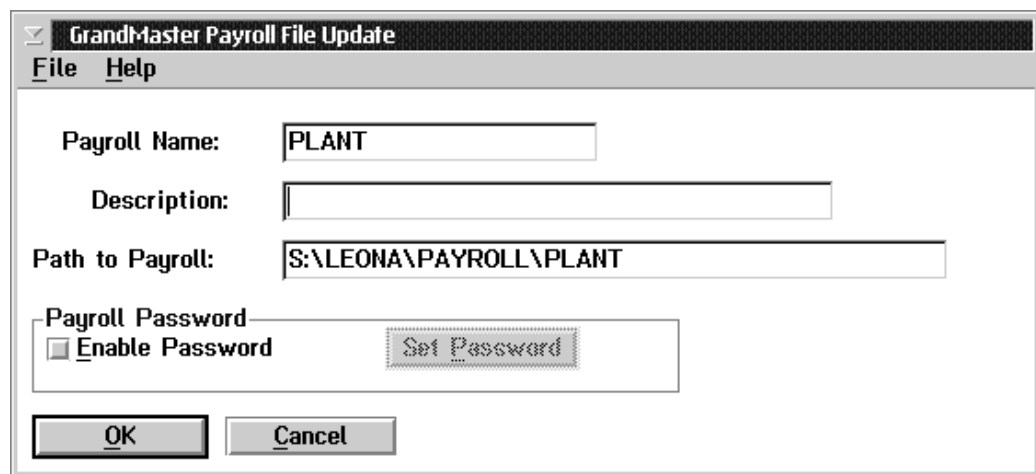 GrandMaster Payroll File Update
File Help
Payroll Name: PLANT
Description:
Path to Payroll: S:\LEONA\PAYROLL\PLANT
Payroll Password
Enable Password Set Password
OK Cancel